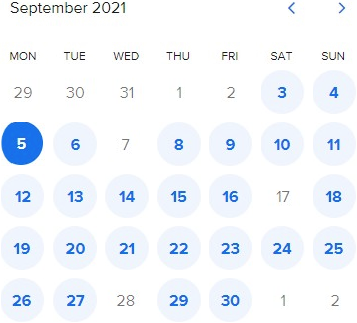 September 2021
MON TUE WED THU FRI SAT SUN
29 30 31 1 2 3 4
5 6 7 8 9 10 11
12 13 14 15 16 17 18
19 20 21 22 23 24 25
26 27 28 29 30 1 2